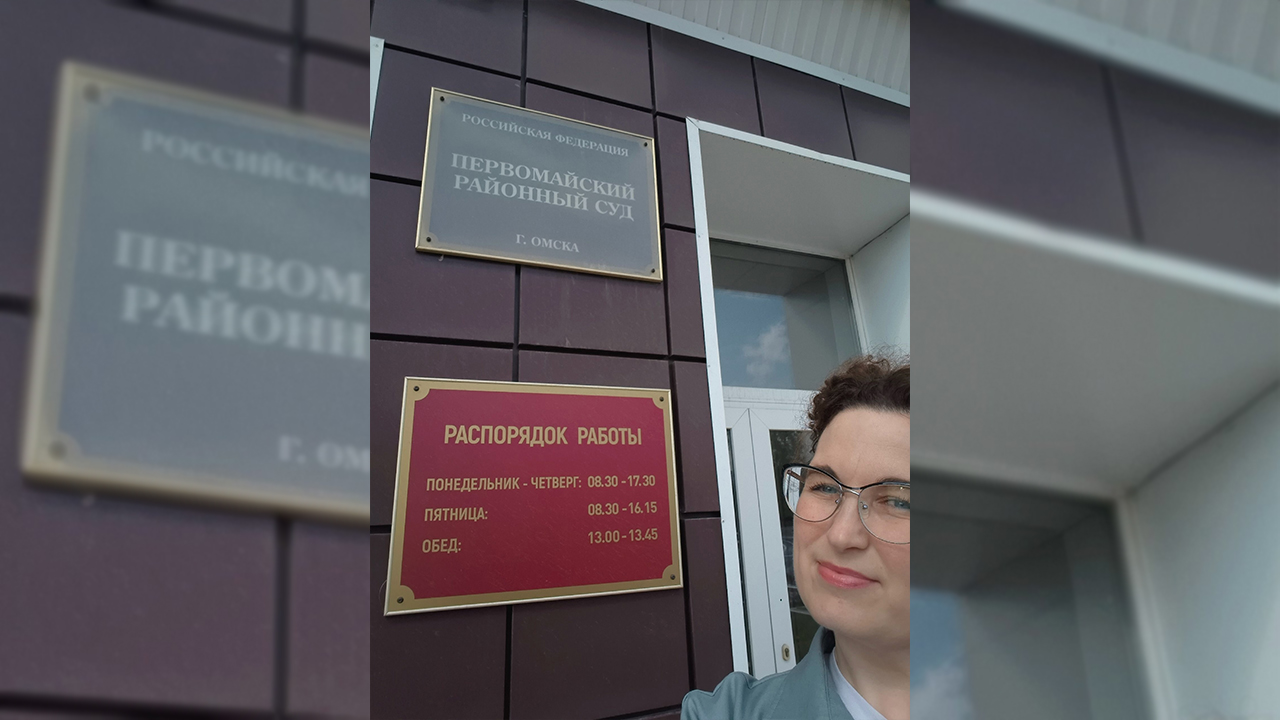 РОССИЙСКАЯ ФЕДЕРАЦИЯ
ПЕРВОМАЙСКИЙ
РАЙОННЫЙ СУД
Г. ОМСКА
РАСПОРЯДОК РАБОТЫ
ПОНЕДЕЛЬНИК - ЧЕТВЕРГ: 08.30 - 17.30
ПЯТНИЦА: 08.30 - 16.15
ОБЕД: 13.00 - 13.45